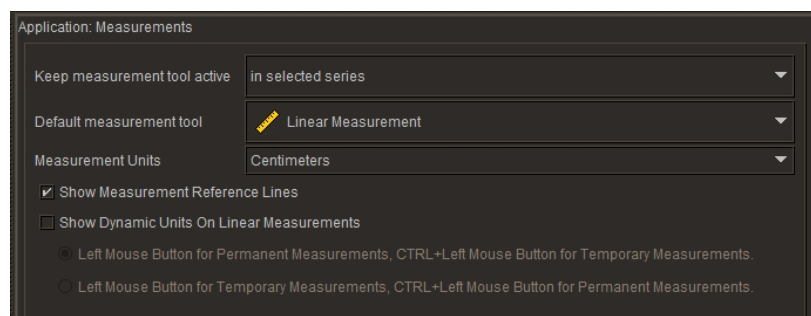 Application: Measurements
Keep measurement tool active in selected series
Default measurement tool Linear Measurement
Measurement Units Centimeters
Show Measurement Reference Lines
Show Dynamic Units On Linear Measurements
Left Mouse Button for Permanent Measurements, CTRL+Left Mouse Button for Temporary Measurements.
Left Mouse Button for Temporary Measurements, CTRL+Left Mouse Button for Permanent Measurements.